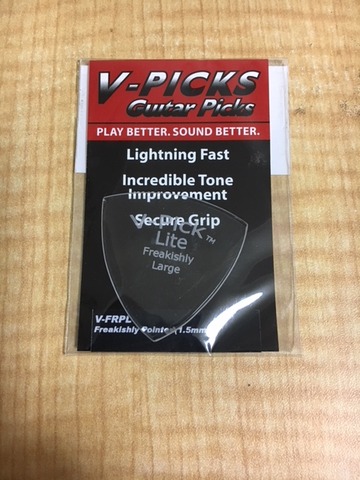 V-PICKS
Guitar Picks
PLAY BETTER. SOUND BETTER.
Lightning Fast
Incredible Tone
Improvement
Secure Grip
V-PICK™
Lite
Freakishly
Large
V-FRPL
Freakishly Pointed (1.5mm)